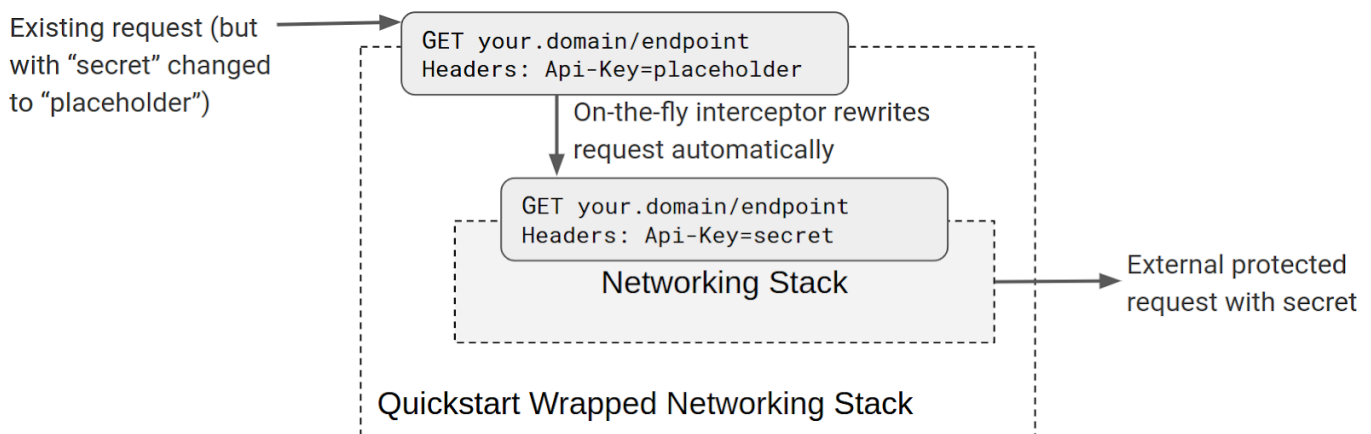 Existing request (but
with “secret” changed
to “placeholder”)
GET your.domain/endpoint
Headers: Api-Key=placeholder
On-the-fly interceptor rewrites
request automatically
GET your.domain/endpoint
Headers: Api-Key=secret
Networking Stack
External protected
request with secret
Quickstart Wrapped Networking Stack